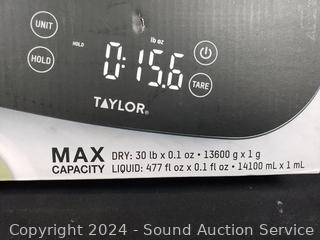 UNIT
HOLD
HOLD
lb oz
0:15.6
TARE
TAYLOR®
MAX CAPACITY
DRY: 30 lb x 0.1 oz • 13600 g x 1 g
LIQUID: 477 fl oz x 0.1 fl oz • 14100 mL x 1 mL
Copyright 2024 - Sound Auction Service